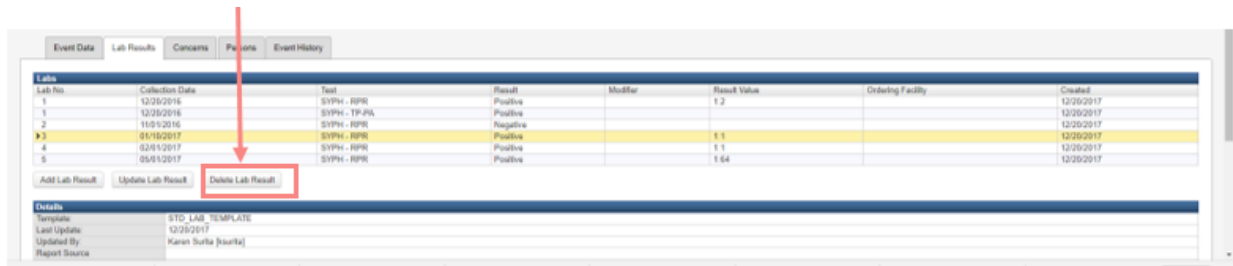 Event Data Lab Results Concerns Persons Event History
Labs
Lab No. Collection Date Test Result Modifier Result Value Ordering Facility Created
1 12/20/2016 SYPH - RPR Positive 1:2 12/20/2017
1 12/20/2016 SYPH - TP-PA Positive 12/20/2017
2 11/01/2016 SYPH - RPR Negative 12/20/2017
3 01/10/2017 SYPH - RPR Positive 1:1 12/20/2017
4 02/01/2017 SYPH - RPR Positive 1:1 12/20/2017
5 05/01/2017 SYPH - RPR Positive 1:64 12/20/2017
Add Lab Result Update Lab Result Delete Lab Result
Details
Template STD_LAB_TEMPLATE
Last Update: 12/20/2017
Updated By: Karen Surita [ksurita]
Report Source